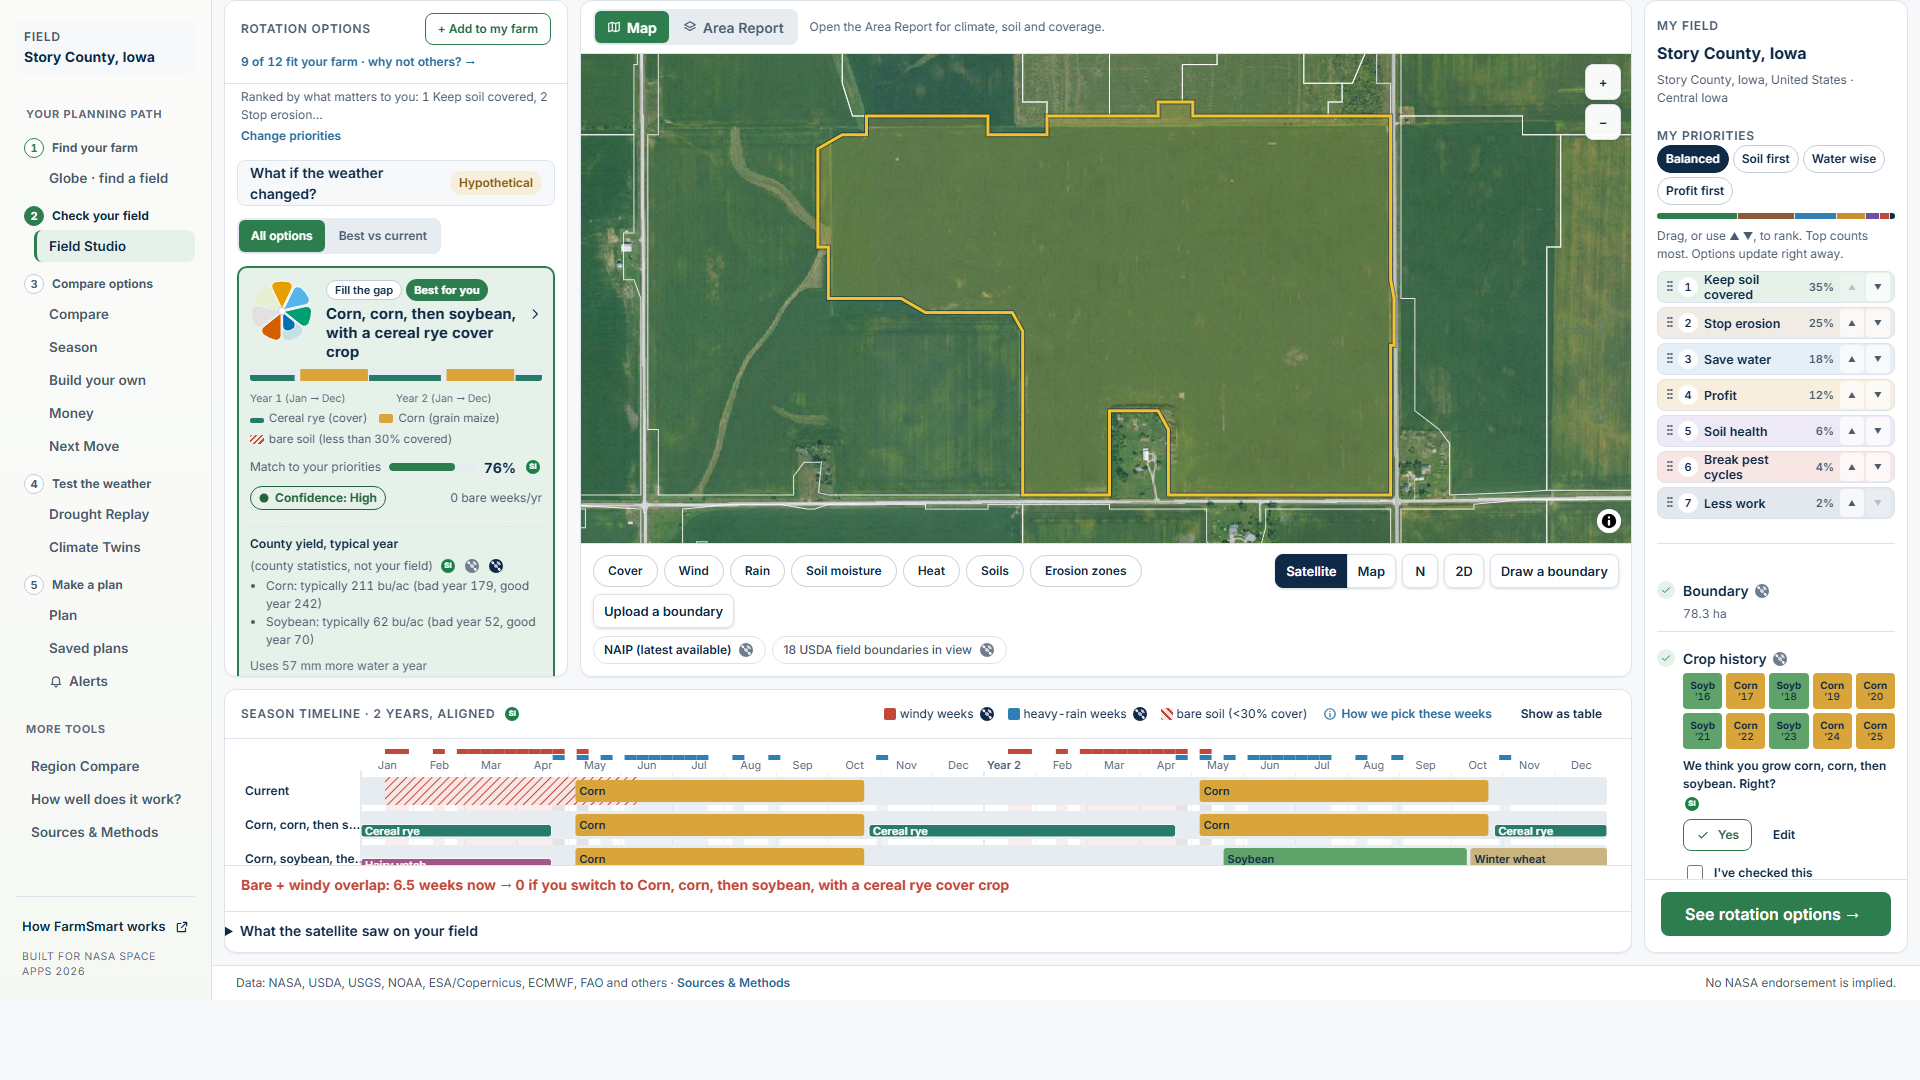 FIELD
Story County, Iowa
YOUR PLANNING PATH
1 Find your farm
Globe · find a field
2 Check your field
Field Studio
3 Compare options
Compare
Season
Build your own
Money
Next Move
4 Test the weather
Drought Replay
Climate Twins
5 Make a plan
Plan
Saved plans
Alerts
MORE TOOLS
Region Compare
How well does it work?
Sources & Methods
How FarmSmart works
BUILT FOR NASA SPACE
APPS 2026
ROTATION OPTIONS
+ Add to my farm
9 of 12 fit your farm · why not others? →
Ranked by what matters to you: 1 Keep soil covered, 2
Stop erosion...
Change priorities
What if the weather
changed?
Hypothetical
All options
Best vs current
Fill the gap
Best for you
Corn, corn, then soybean,
with a cereal rye cover
crop
Year 1 (Jan → Dec)
Year 2 (Jan → Dec)
Cereal rye (cover)
Corn (grain maize)
bare soil (less than 30% covered)
Match to your priorities
76%
SI
Confidence: High
0 bare weeks/yr
County yield, typical year
(county statistics, not your field)
SI
• Corn: typically 211 bu/ac (bad year 179, good
year 242)
• Soybean: typically 62 bu/ac (bad year 52, good
year 70)
Uses 57 mm more water a year
Map
Area Report
Open the Area Report for climate, soil and coverage.
+
−
Cover
Wind
Rain
Soil moisture
Heat
Soils
Erosion zones
Satellite
Map
N
2D
Draw a boundary
Upload a boundary
NAIP (latest available)
18 USDA field boundaries in view
SEASON TIMELINE · 2 YEARS, ALIGNED
SI
windy weeks
heavy-rain weeks
bare soil (<30% cover)
How we pick these weeks
Show as table
Jan Feb Mar Apr May Jun Jul Aug Sep Oct Nov Dec Year 2 Feb Mar Apr May Jun Jul Aug Sep Oct Nov Dec
Current
Corn
Corn
Corn, corn, then s...
Cereal rye
Corn
Cereal rye
Corn
Cereal rye
Corn, soybean, the...
Hairy vetch
Corn
Soybean
Winter wheat
Bare + windy overlap: 6.5 weeks now → 0 if you switch to Corn, corn, then soybean, with a cereal rye cover crop
▶ What the satellite saw on your field
MY FIELD
Story County, Iowa
Story County, Iowa, United States ·
Central Iowa
MY PRIORITIES
Balanced
Soil first
Water wise
Profit first
Drag, or use ▲ ▼, to rank. Top counts
most. Options update right away.
1 Keep soil
covered 35% ▲ ▼
2 Stop erosion 25% ▲ ▼
3 Save water 18% ▲ ▼
4 Profit 12% ▲ ▼
5 Soil health 6% ▲ ▼
6 Break pest
cycles 4% ▲ ▼
7 Less work 2% ▲ ▼
Boundary
78.3 ha
Crop history
Soyb '16
Corn '17
Soyb '18
Corn '19
Corn '20
Soyb '21
Corn '22
Soyb '23
Corn '24
Corn '25
We think you grow corn, corn, then
soybean. Right?
SI
Yes
Edit
I've checked this
See rotation options →
Data: NASA, USDA, USGS, NOAA, ESA/Copernicus, ECMWF, FAO and others · Sources & Methods
No NASA endorsement is implied.